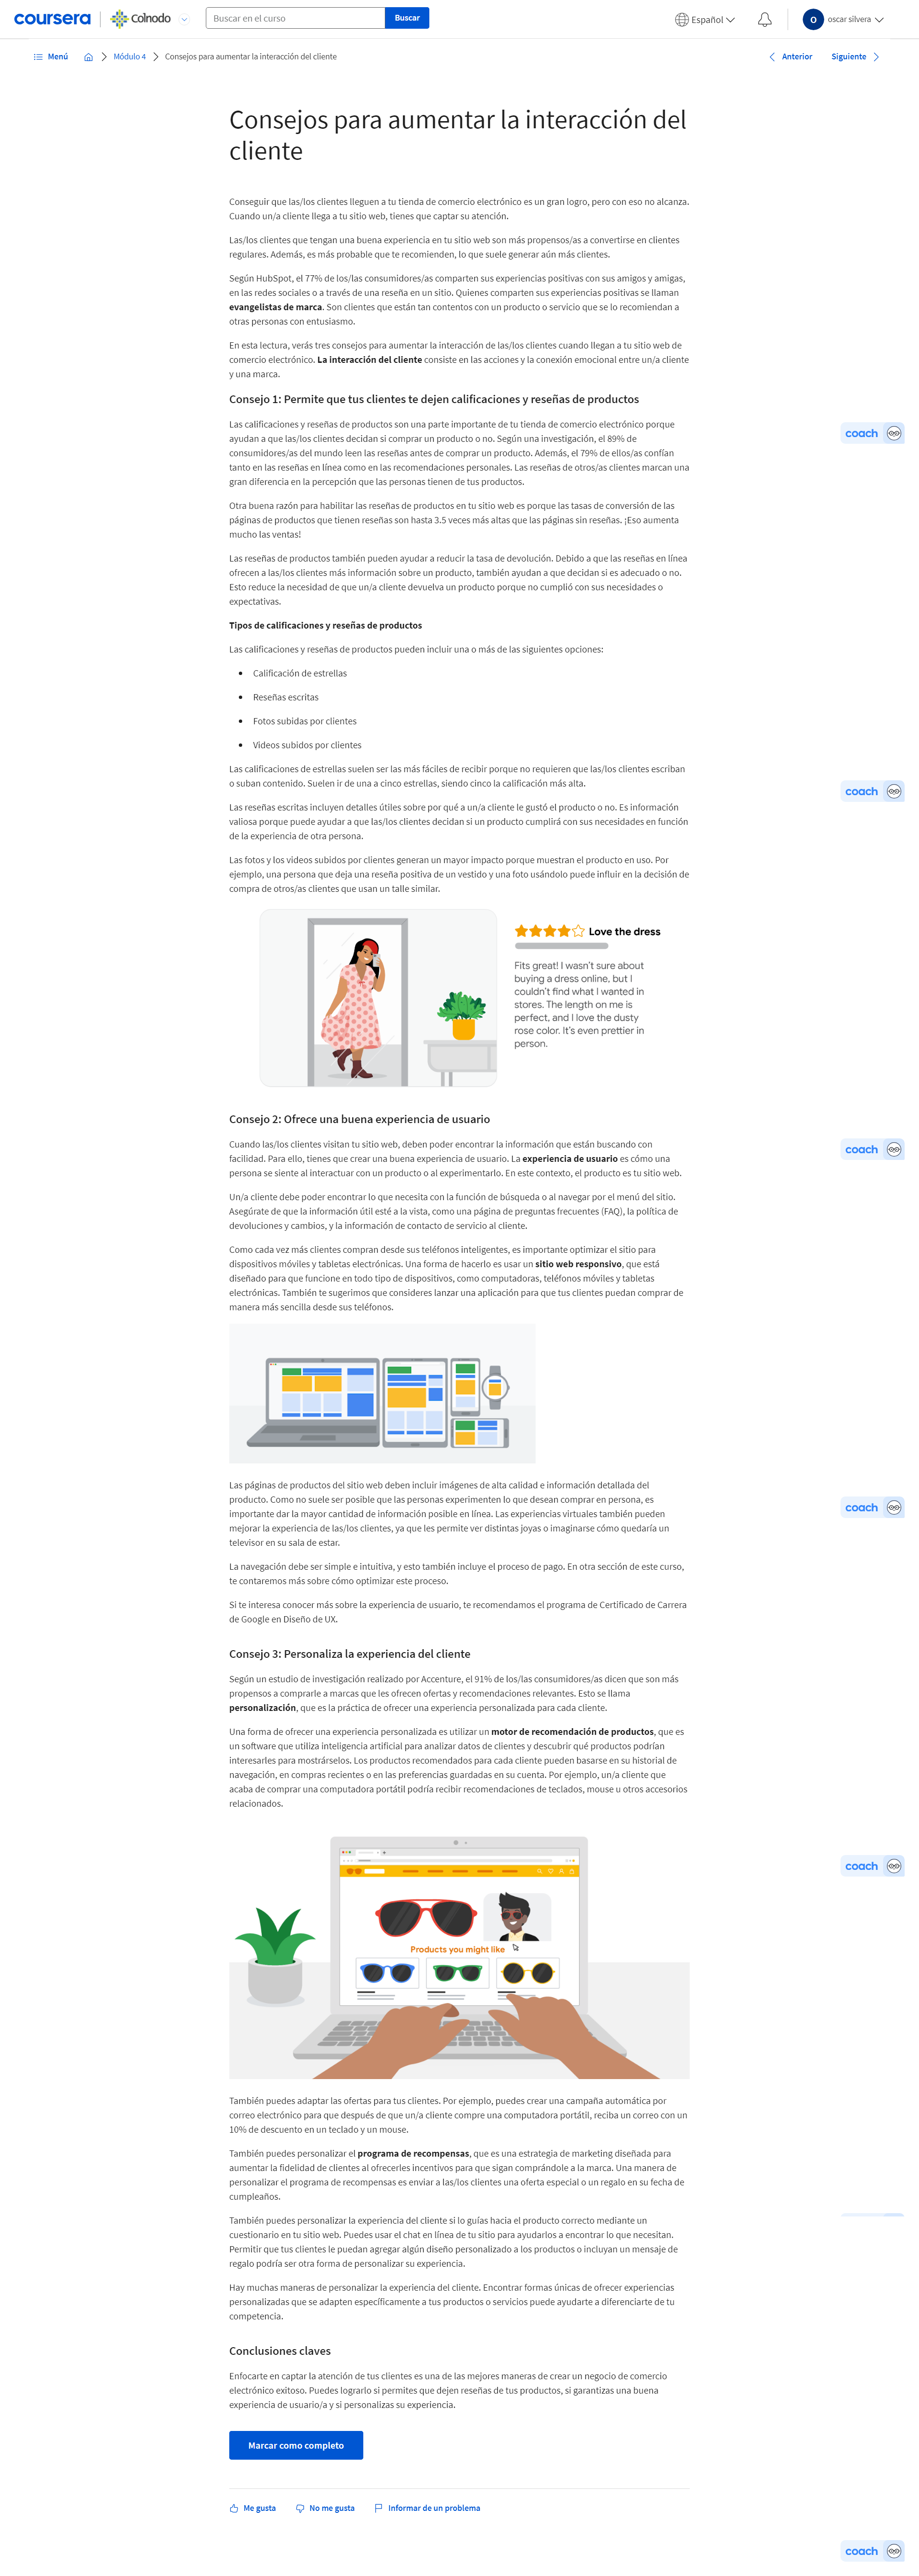 coursera
Colnodo
Buscar en el curso
Buscar
Español
O
oscar silvera
Menú
Módulo 4
Consejos para aumentar la interacción del cliente
Anterior
Siguiente
Consejos para aumentar la interacción del
cliente
Conseguir que las/los clientes lleguen a tu tienda de comercio electrónico es un gran logro, pero con eso no alcanza.
Cuando un/a cliente llega a tu sitio web, tienes que captar su atención.
Las/los clientes que tengan una buena experiencia en tu sitio web son más propensos/as a convertirse en clientes
regulares. Además, es más probable que te recomienden, lo que suele generar aún más clientes.
Según HubSpot, el 77% de los/las consumidores/as comparten sus experiencias positivas con sus amigos y amigas,
en las redes sociales o a través de una reseña en un sitio. Quienes comparten sus experiencias positivas se llaman
evangelistas de marca. Son clientes que están tan contentos con un producto o servicio que se lo recomiendan a
otras personas con entusiasmo.
En esta lectura, verás tres consejos para aumentar la interacción de las/los clientes cuando llegan a tu sitio web de
comercio electrónico. La interacción del cliente consiste en las acciones y la conexión emocional entre un/a cliente
y una marca.
Consejo 1: Permite que tus clientes te dejen calificaciones y reseñas de productos
Las calificaciones y reseñas de productos son una parte importante de tu tienda de comercio electrónico porque
ayudan a que las/los clientes decidan si comprar un producto o no. Según una investigación, el 89% de
consumidores/as del mundo leen las reseñas antes de comprar un producto. Además, el 79% de ellos/as confían
tanto en las reseñas en línea como en las recomendaciones personales. Las reseñas de otros/as clientes marcan una
gran diferencia en la percepción que las personas tienen de tus productos.
coach
Otra buena razón para habilitar las reseñas de productos en tu sitio web es porque las tasas de conversión de las
páginas de productos que tienen reseñas son hasta 3.5 veces más altas que las páginas sin reseñas. ¡Eso aumenta
mucho las ventas!
Las reseñas de productos también pueden ayudar a reducir la tasa de devolución. Debido a que las reseñas en línea
ofrecen a las/los clientes más información sobre un producto, también ayudan a que decidan si es adecuado o no.
Esto reduce la necesidad de que un/a cliente devuelva un producto porque no cumplió con sus necesidades o
expectativas.
Tipos de calificaciones y reseñas de productos
Las calificaciones y reseñas de productos pueden incluir una o más de las siguientes opciones:
Calificación de estrellas
Reseñas escritas
Fotos subidas por clientes
Videos subidos por clientes
Las calificaciones de estrellas suelen ser las más fáciles de recibir porque no requieren que las/los clientes escriban
o suban contenido. Suelen ir de una a cinco estrellas, siendo cinco la calificación más alta.
coach
Las reseñas escritas incluyen detalles útiles sobre por qué a un/a cliente le gustó el producto o no. Es información
valiosa porque puede ayudar a que las/los clientes decidan si un producto cumplirá con sus necesidades en función
de la experiencia de otra persona.
Las fotos y los videos subidos por clientes generan un mayor impacto porque muestran el producto en uso. Por
ejemplo, una persona que deja una reseña positiva de un vestido y una foto usándolo puede influir en la decisión de
compra de otros/as clientes que usan un talle similar.
Love the dress
Fits great! I wasn't sure about
buying a dress online, but I
couldn't find what I wanted in
stores. The length on me is
perfect, and I love the dusty
rose color. It's even prettier in
person.
Consejo 2: Ofrece una buena experiencia de usuario
Cuando las/los clientes visitan tu sitio web, deben poder encontrar la información que están buscando con
facilidad. Para ello, tienes que crear una buena experiencia de usuario. La experiencia de usuario es cómo una
persona se siente al interactuar con un producto o al experimentarlo. En este contexto, el producto es tu sitio web.
coach
Un/a cliente debe poder encontrar lo que necesita con la función de búsqueda o al navegar por el menú del sitio.
Asegúrate de que la información útil esté a la vista, como una página de preguntas frecuentes (FAQ), la política de
devoluciones y cambios, y la información de contacto de servicio al cliente.
Como cada vez más clientes compran desde sus teléfonos inteligentes, es importante optimizar el sitio para
dispositivos móviles y tabletas electrónicas. Una forma de hacerlo es usar un sitio web responsivo, que está
diseñado para que funcione en todo tipo de dispositivos, como computadoras, teléfonos móviles y tabletas
electrónicas. También te sugerimos que consideres lanzar una aplicación para que tus clientes puedan comprar de
manera más sencilla desde sus teléfonos.
Las páginas de productos del sitio web deben incluir imágenes de alta calidad e información detallada del
producto. Como no suele ser posible que las personas experimenten lo que desean comprar en persona, es
importante dar la mayor cantidad de información posible en línea. Las experiencias virtuales también pueden
mejorar la experiencia de las/los clientes, ya que les permite ver distintas joyas o imaginarse cómo quedaría un
televisor en su sala de estar.
coach
La navegación debe ser simple e intuitiva, y esto también incluye el proceso de pago. En otra sección de este curso,
te contaremos más sobre cómo optimizar este proceso.
Si te interesa conocer más sobre la experiencia de usuario, te recomendamos el programa de Certificado de Carrera
de Google en Diseño de UX.
Consejo 3: Personaliza la experiencia del cliente
Según un estudio de investigación realizado por Accenture, el 91% de los/las consumidores/as dicen que son más
propensos a comprarle a marcas que les ofrecen ofertas y recomendaciones relevantes. Esto se llama
personalización, que es la práctica de ofrecer una experiencia personalizada para cada cliente.
Una forma de ofrecer una experiencia personalizada es utilizar un motor de recomendación de productos, que es
un software que utiliza inteligencia artificial para analizar datos de clientes y descubrir qué productos podrían
interesarles para mostrárselos. Los productos recomendados para cada cliente pueden basarse en su historial de
navegación, en compras recientes o en las preferencias guardadas en su cuenta. Por ejemplo, un/a cliente que
acaba de comprar una computadora portátil podría recibir recomendaciones de teclados, mouse u otros accesorios
relacionados.
coach
Products you might like
También puedes adaptar las ofertas para tus clientes. Por ejemplo, puedes crear una campaña automática por
correo electrónico para que después de que un/a cliente compre una computadora portátil, reciba un correo con un
10% de descuento en un teclado y un mouse.
También puedes personalizar el programa de recompensas, que es una estrategia de marketing diseñada para
aumentar la fidelidad de clientes al ofrecerles incentivos para que sigan comprándole a la marca. Una manera de
personalizar el programa de recompensas es enviar a las/los clientes una oferta especial o un regalo en su fecha de
cumpleaños.
También puedes personalizar la experiencia del cliente si lo guías hacia el producto correcto mediante un
cuestionario en tu sitio web. Puedes usar el chat en línea de tu sitio para ayudarlos a encontrar lo que necesitan.
Permitir que tus clientes le puedan agregar algún diseño personalizado a los productos o incluyan un mensaje de
regalo podría ser otra forma de personalizar su experiencia.
Hay muchas maneras de personalizar la experiencia del cliente. Encontrar formas únicas de ofrecer experiencias
personalizadas que se adapten específicamente a tus productos o servicios puede ayudarte a diferenciarte de tu
competencia.
Conclusiones claves
Enfocarte en captar la atención de tus clientes es una de las mejores maneras de crear un negocio de comercio
electrónico exitoso. Puedes lograrlo si permites que dejen reseñas de tus productos, si garantizas una buena
experiencia de usuario/a y si personalizas su experiencia.
Marcar como completo
Me gusta
No me gusta
Informar de un problema
coach